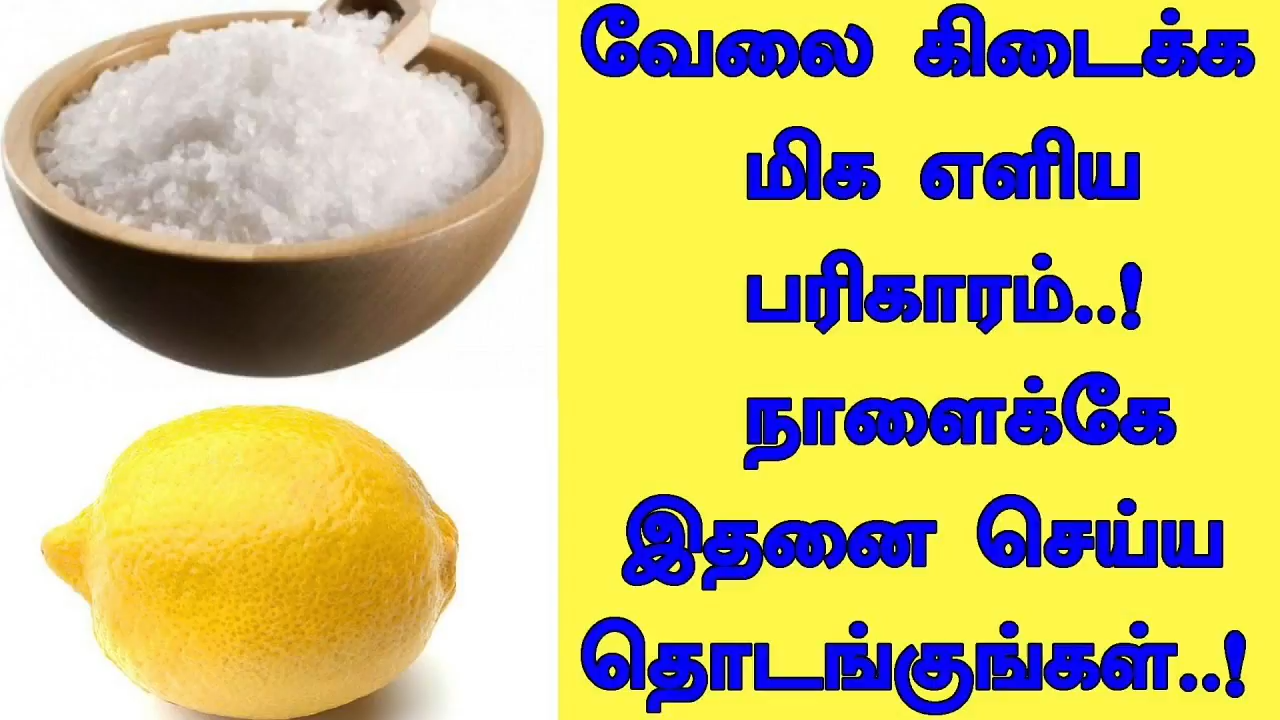 வேலை கிடைக்க
மிக எளிய
பரிகாரம்..!
நாளைக்கே
இதனை செய்ய
தொடங்குங்கள்..!